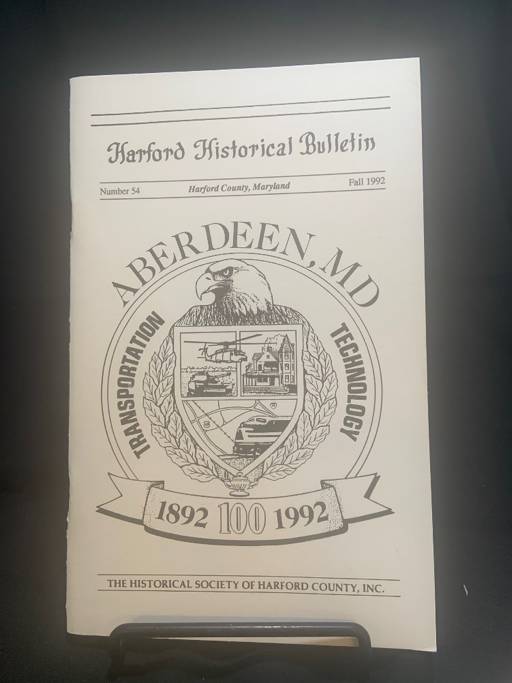 Harford Historical Bulletin
Number 54 Harford County, Maryland Fall 1992
ABERDEEN, MD
TRANSPORTATION
TECHNOLOGY
1892 100 1992
THE HISTORICAL SOCIETY OF HARFORD COUNTY, INC.